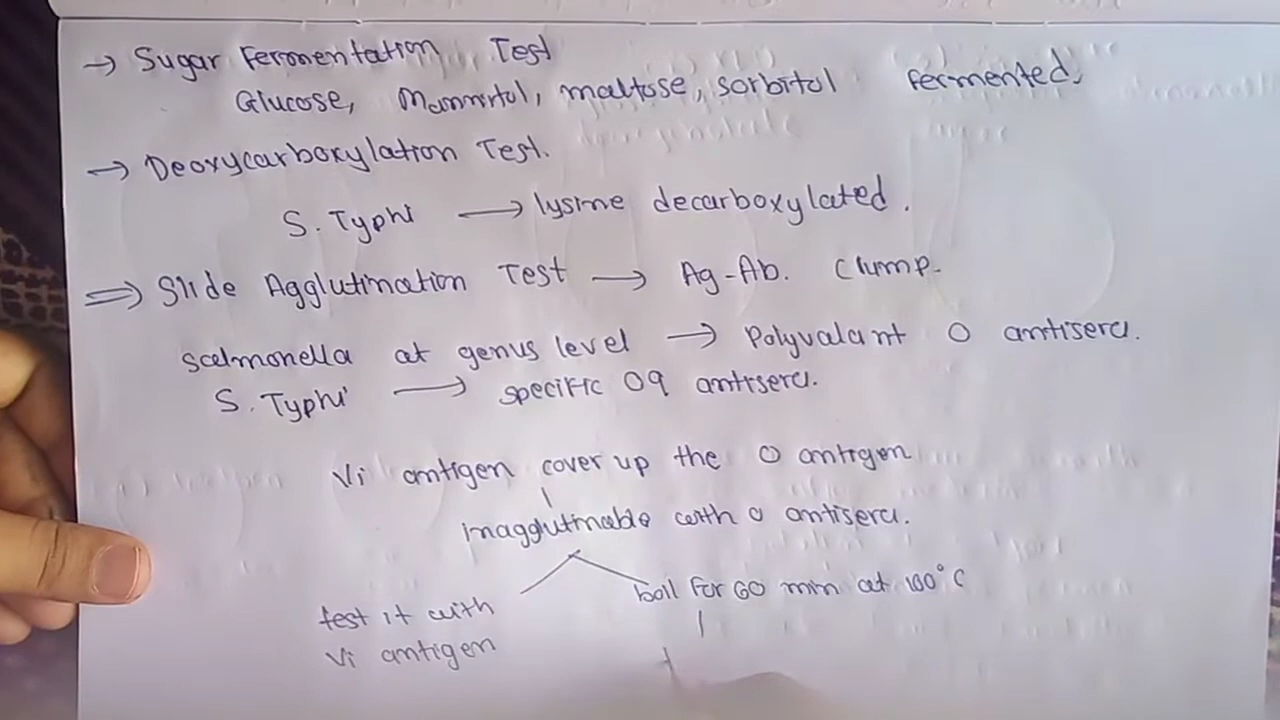 → Sugar Fermentation Test
Glucose, Mannitol, maltose, sorbitol fermented.
→ Deoxycarboxylation Test.
S. Typhi → lysine decarboxylated.
⇒ Slide Agglutination Test → Ag-Ab. Clump.
Salmonella at genus level → Polyvalant O antisera.
S. Typhi → specific O9 antisera.
Vi antigen cover up the O antigen
inagglutinable with O antisera.
boil for 60 min at 100°C
test it with
Vi antigen